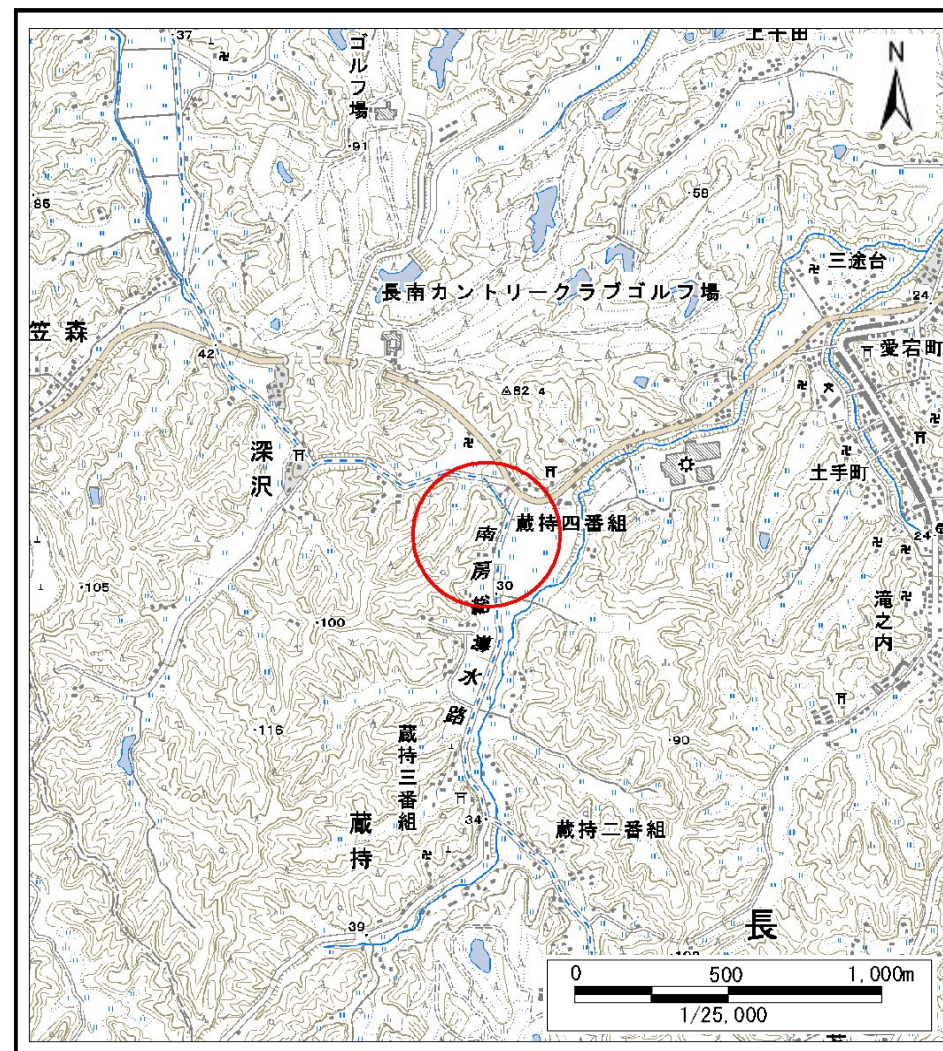 37
ゴルフ場
上手田
N
91
86
58
三途台
長南カントリークラブゴルフ場
24
笠森
42
愛宕町
82.4
深沢
土手町
蔵持四番組
24
南房総導水路
30
105
100
滝之内
116
90
蔵持三番組
34
蔵持二番組
蔵持
39
長
0 500 1,000m
1/25,000